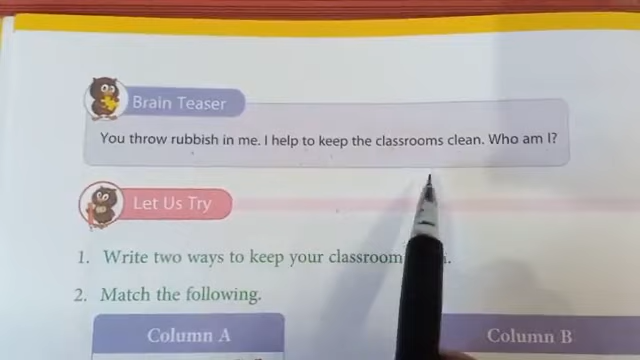 Brain Teaser
You throw rubbish in me. I help to keep the classrooms clean. Who am I?
Let Us Try
1. Write two ways to keep your classroom
2. Match the following.
Column A
Column B